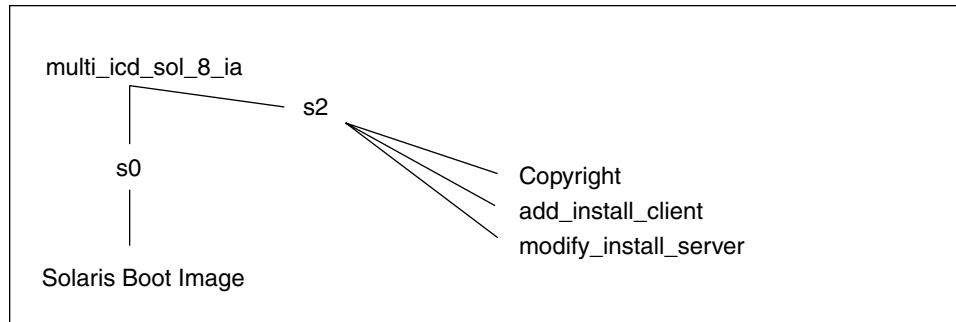 multi_icd_sol_8_ia
s2
s0
Copyright
add_install_client
modify_install_server
Solaris Boot Image